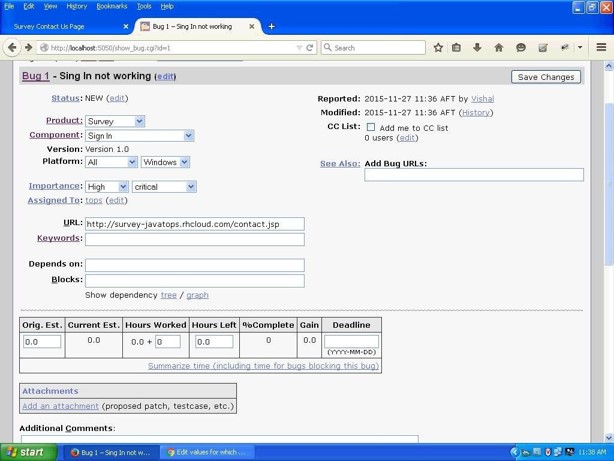 File Edit View History Bookmarks Tools Help
Survey Contact Us Page
Bug 1 – Sing In not working
http://localhost:5050/show_bug.cgi?id=1
Search
Bug 1 - Sing In not working (edit)
Save Changes
Status: NEW (edit)
Product: Survey
Component: Sign In
Version: Version 1.0
Platform: All Windows
Importance: High critical
Assigned To: tops (edit)
URL: http://survey-javatops.rhcloud.com/contact.jsp
Keywords:
Depends on:
Blocks:
Show dependency tree / graph
Reported: 2015-11-27 11:36 AFT by Vishal
Modified: 2015-11-27 11:36 AFT (History)
CC List: Add me to CC list
0 users (edit)
See Also: Add Bug URLs:
Orig. Est. Current Est. Hours Worked Hours Left %Complete Gain Deadline
0.0 0.0 0.0 + 0 0.0 0 0.0
(YYYY-MM-DD)
Summarize time (including time for bugs blocking this bug)
Attachments
Add an attachment (proposed patch, testcase, etc.)
Additional Comments:
start
Bug 1 – Sing In not w...
Edit values for which ...
11:38 AM